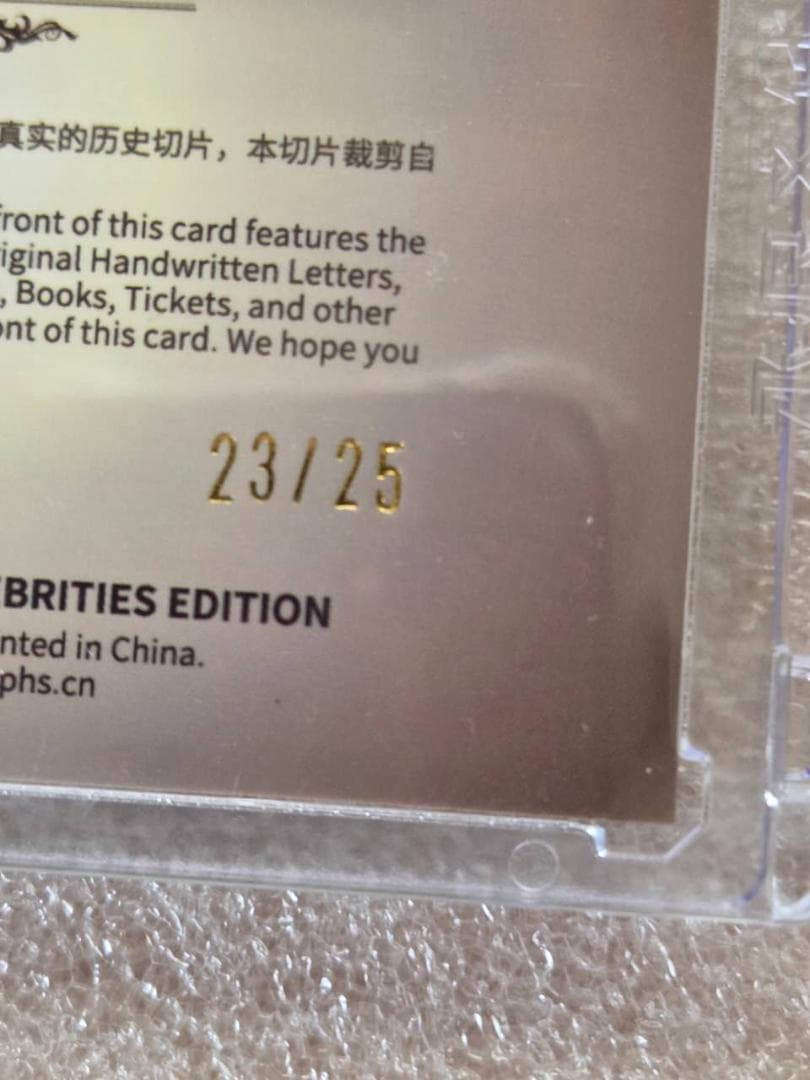 真实的历史切片，本切片裁剪自
front of this card features the
iginal Handwritten Letters,
, Books, Tickets, and other
ont of this card. We hope you
23/25
EBRITIES EDITION
nted in China.
phs.cn